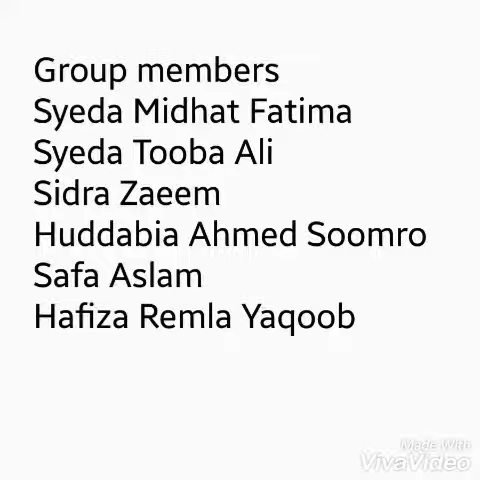 Group members
Syeda Midhat Fatima
Syeda Tooba Ali
Sidra Zaeem
Huddabia Ahmed Soomro
Safa Aslam
Hafiza Remla Yaqoob
Made With
VivaVideo